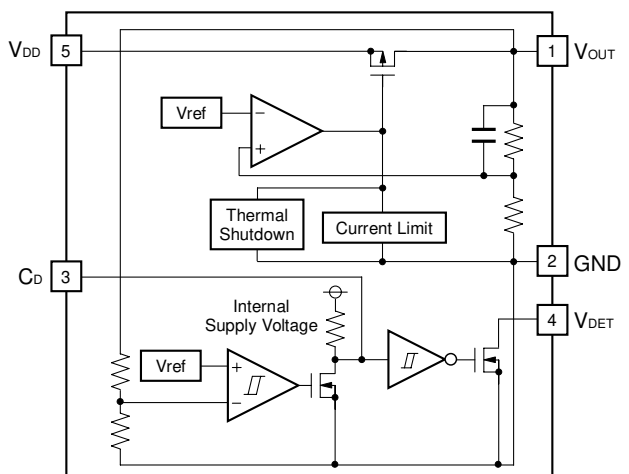 VDD
5
1
VOUT
Vref
−
+
Thermal
Shutdown
Current Limit
2
GND
CD
3
Internal
Supply Voltage
4
VDET
Vref
+
−